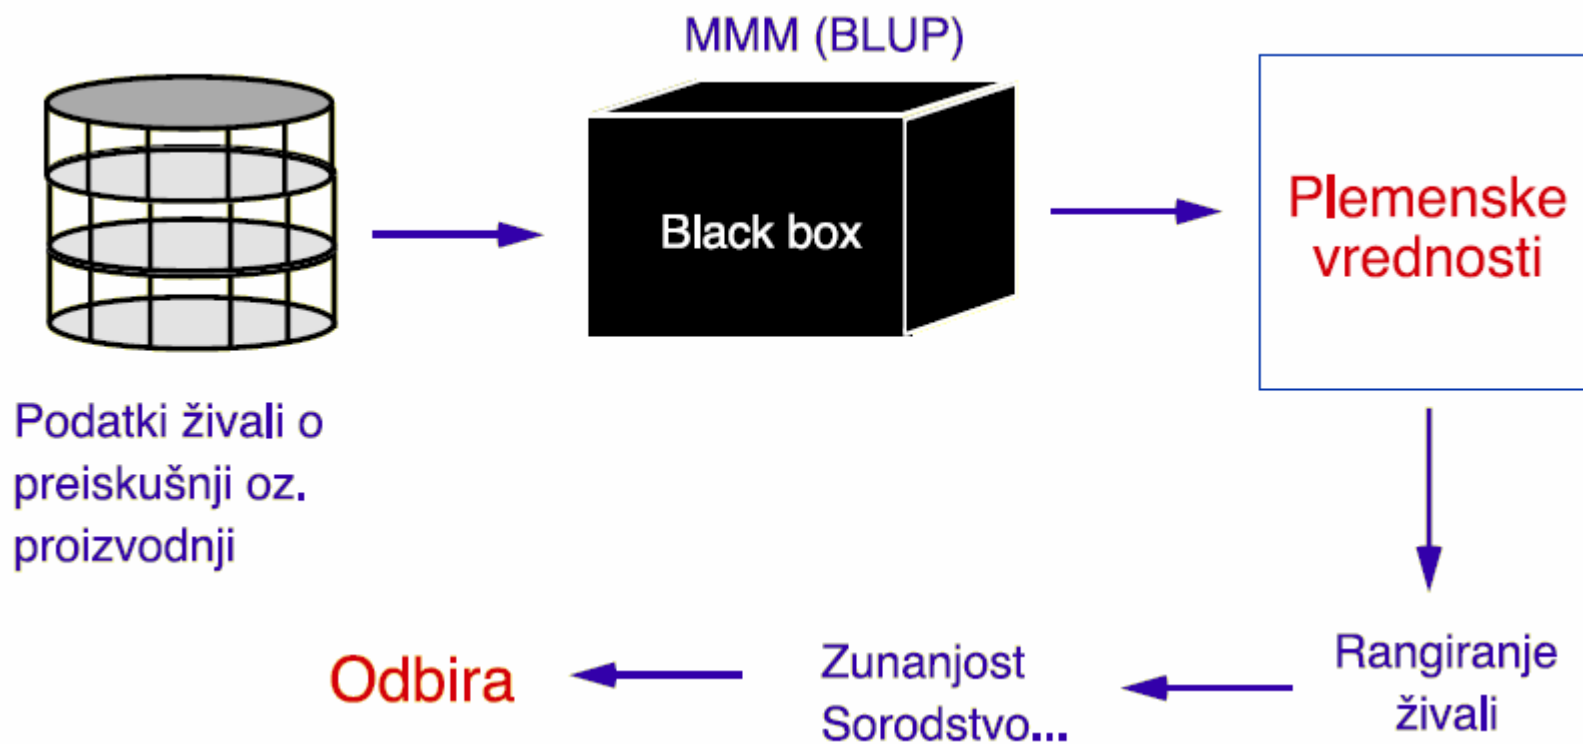 MMM (BLUP)
Black box
Plemenske
vrednosti
Podatki živali o
preiskušnji oz.
proizvodnji
Rangiranje
živali
Zunanjost
Sorodstvo...
Odbira